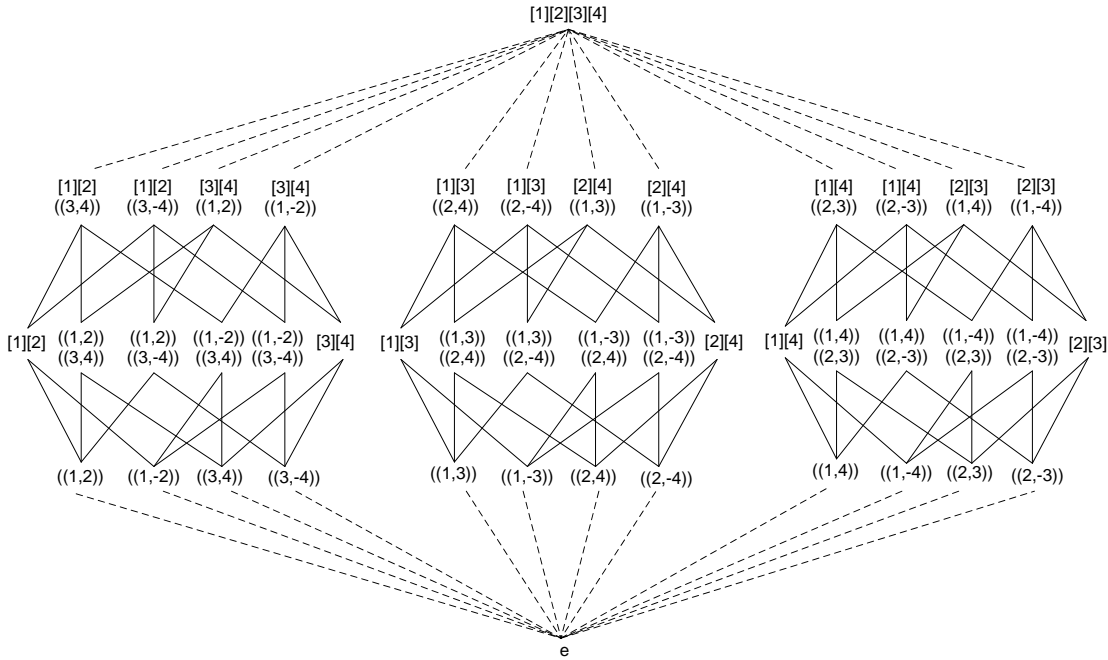 [1][2][3][4]
[1][2] [1][2] [3][4] [3][4] [1][3] [1][3] [2][4] [2][4] [1][4] [1][4] [2][3] [2][3]
((3,4)) ((3,-4)) ((1,2)) ((1,-2)) ((2,4)) ((2,-4)) ((1,3)) ((1,-3)) ((2,3)) ((2,-3)) ((1,4)) ((1,-4))
[1][2] ((1,2)) ((1,2)) ((1,-2)) ((1,-2)) [3][4] [1][3] ((1,3)) ((1,3)) ((1,-3)) ((1,-3)) [2][4] [1][4] ((1,4)) ((1,4)) ((1,-4)) ((1,-4)) [2][3]
((3,4)) ((3,-4)) ((3,4)) ((3,-4)) ((2,4)) ((2,-4)) ((2,4)) ((2,-4)) ((2,3)) ((2,-3)) ((2,3)) ((2,-3))
((1,2)) ((1,-2)) ((3,4)) ((3,-4)) ((1,3)) ((1,-3)) ((2,4)) ((2,-4)) ((1,4)) ((1,-4)) ((2,3)) ((2,-3))
e